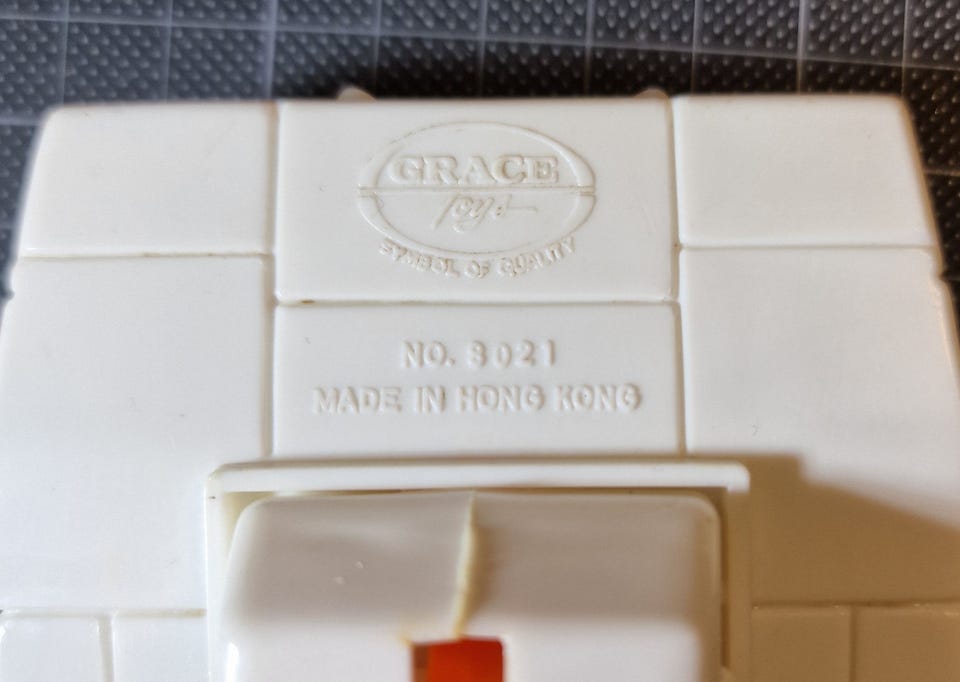 GRACE
Toys
SYMBOL OF QUALITY
NO. 3021
MADE IN HONG KONG